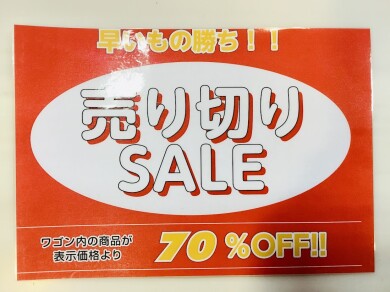 早いもの勝ち！！
売り切り
SALE
ワゴン内の商品が
表示価格より
70 %OFF!!